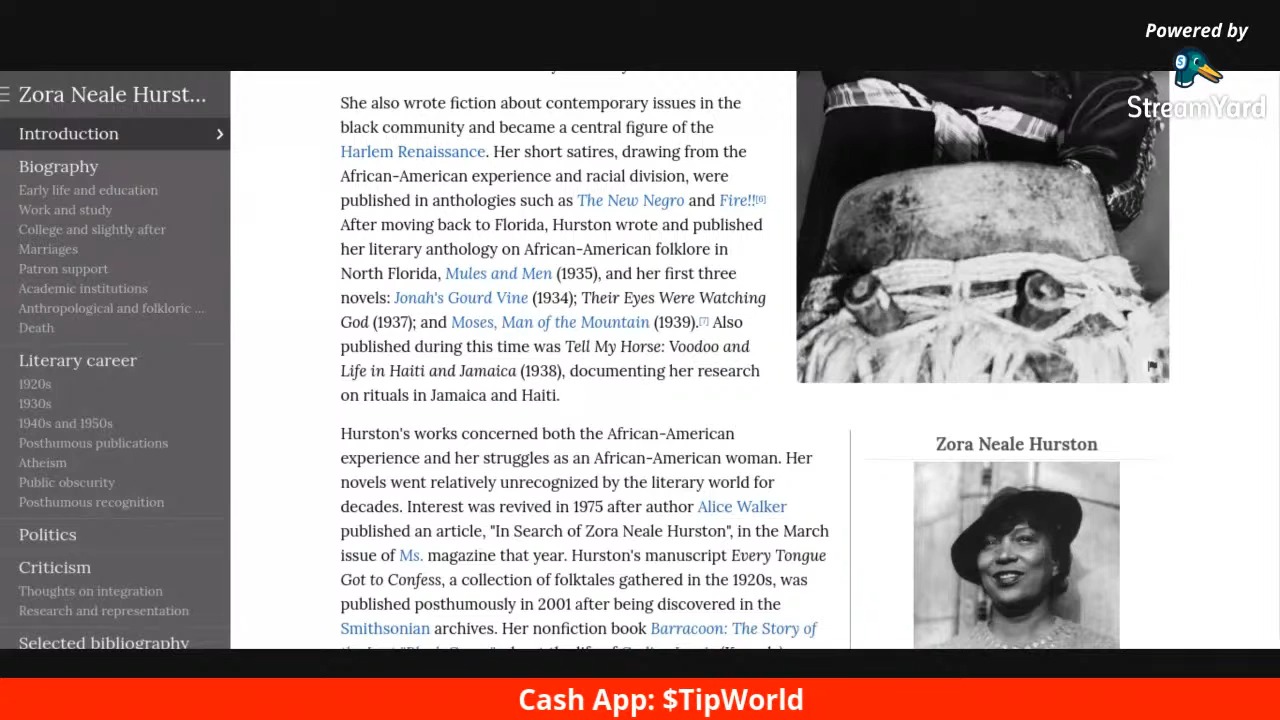 Powered by
StreamYard
Zora Neale Hurst...
Introduction
Biography
Early life and education
Work and study
College and slightly after
Marriages
Patron support
Academic institutions
Anthropological and folkloric ...
Death
Literary career
1920s
1930s
1940s and 1950s
Posthumous publications
Atheism
Public obscurity
Posthumous recognition
Politics
Criticism
Thoughts on integration
Research and representation
Selected bibliography
She also wrote fiction about contemporary issues in the
black community and became a central figure of the
Harlem Renaissance. Her short satires, drawing from the
African-American experience and racial division, were
published in anthologies such as The New Negro and Fire!![6]
After moving back to Florida, Hurston wrote and published
her literary anthology on African-American folklore in
North Florida, Mules and Men (1935), and her first three
novels: Jonah's Gourd Vine (1934); Their Eyes Were Watching
God (1937); and Moses, Man of the Mountain (1939).[7] Also
published during this time was Tell My Horse: Voodoo and
Life in Haiti and Jamaica (1938), documenting her research
on rituals in Jamaica and Haiti.
Hurston's works concerned both the African-American
experience and her struggles as an African-American woman. Her
novels went relatively unrecognized by the literary world for
decades. Interest was revived in 1975 after author Alice Walker
published an article, "In Search of Zora Neale Hurston", in the March
issue of Ms. magazine that year. Hurston's manuscript Every Tongue
Got to Confess, a collection of folktales gathered in the 1920s, was
published posthumously in 2001 after being discovered in the
Smithsonian archives. Her nonfiction book Barracoon: The Story of
Zora Neale Hurston
Cash App: $TipWorld